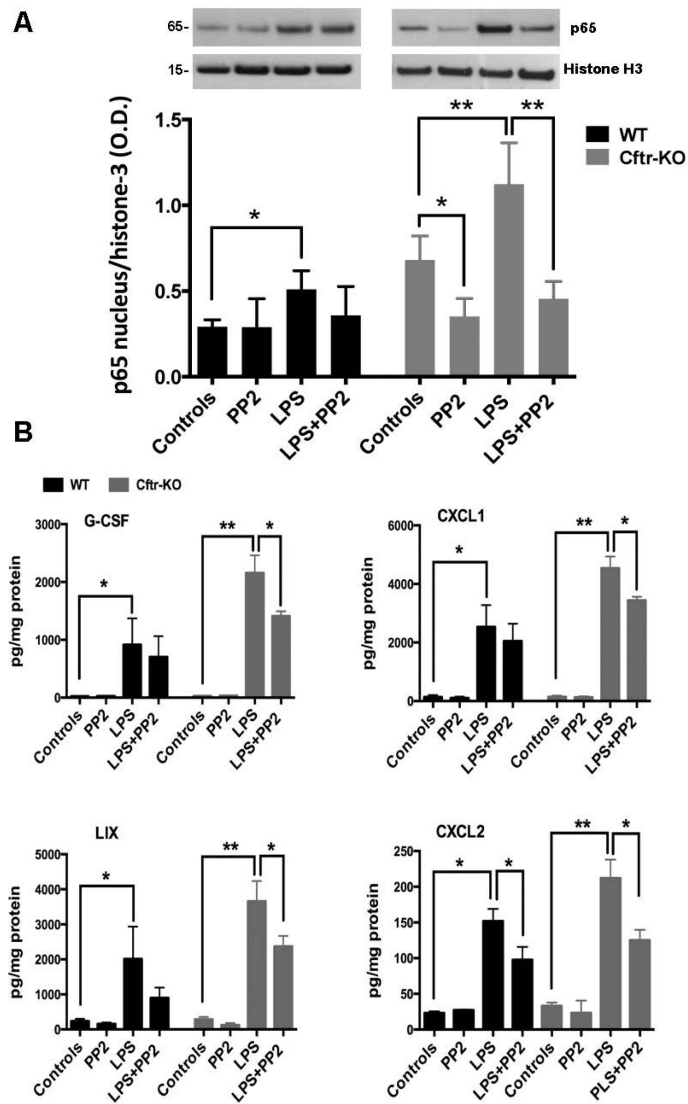 A
65-
p65
15-
Histone H3
p65 nucleus/histone-3 (O.D.)
1.5
1.0
0.5
0.0
*
**
**
*
WT
Cftr-KO
Controls
PP2
LPS
LPS+PP2
Controls
PP2
LPS
LPS+PP2
B
WT
Cftr-KO
G-CSF
pg/mg protein
3000
2000
1000
0
*
**
*
Controls
PP2
LPS
LPS+PP2
Controls
PP2
LPS
LPS+PP2
CXCL1
pg/mg protein
6000
4000
2000
0
*
**
*
Controls
PP2
LPS
LPS+PP2
Controls
PP2
LPS
LPS+PP2
LIX
pg/mg protein
5000
4000
3000
2000
1000
0
*
**
*
Controls
PP2
LPS
LPS+PP2
Controls
PP2
LPS
LPS+PP2
CXCL2
pg/mg protein
250
200
150
100
50
0
*
*
**
*
Controls
PP2
LPS
LPS+PP2
Controls
PP2
LPS
PLS+PP2